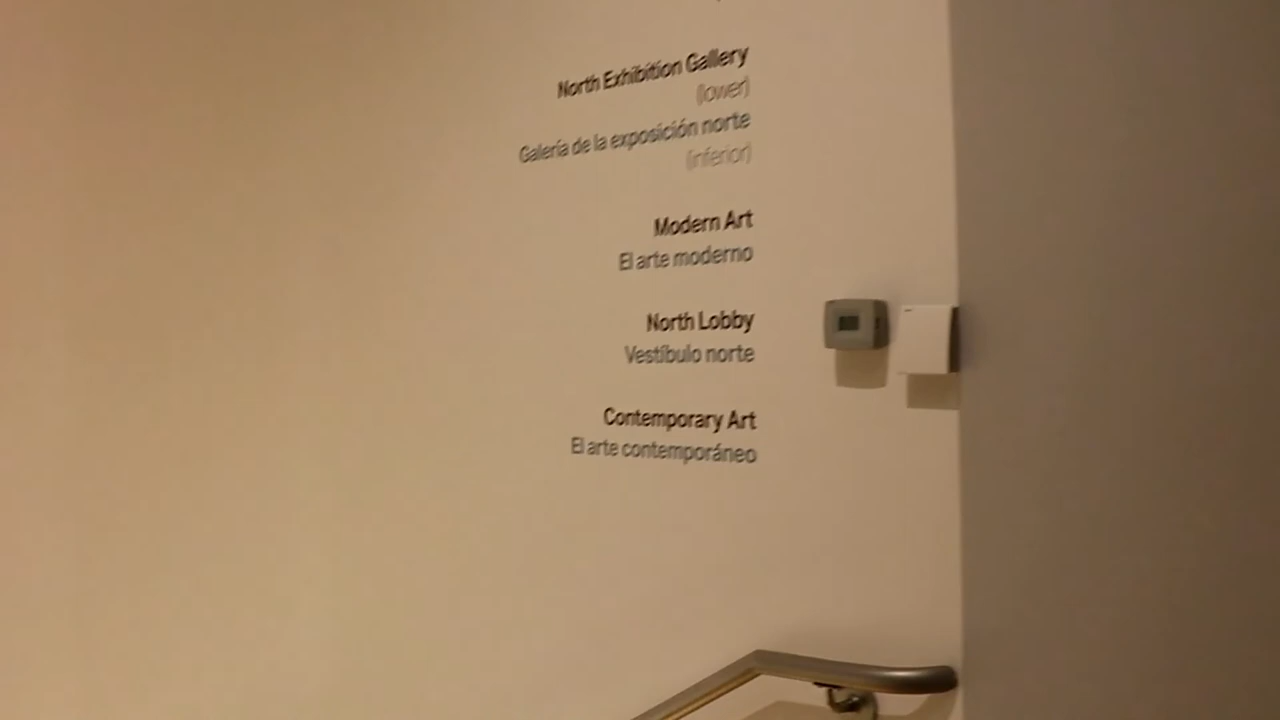 North Exhibition Gallery
(lower)
Galería de la exposición norte
(inferior)
Modern Art
El arte moderno
North Lobby
Vestíbulo norte
Contemporary Art
El arte contemporáneo